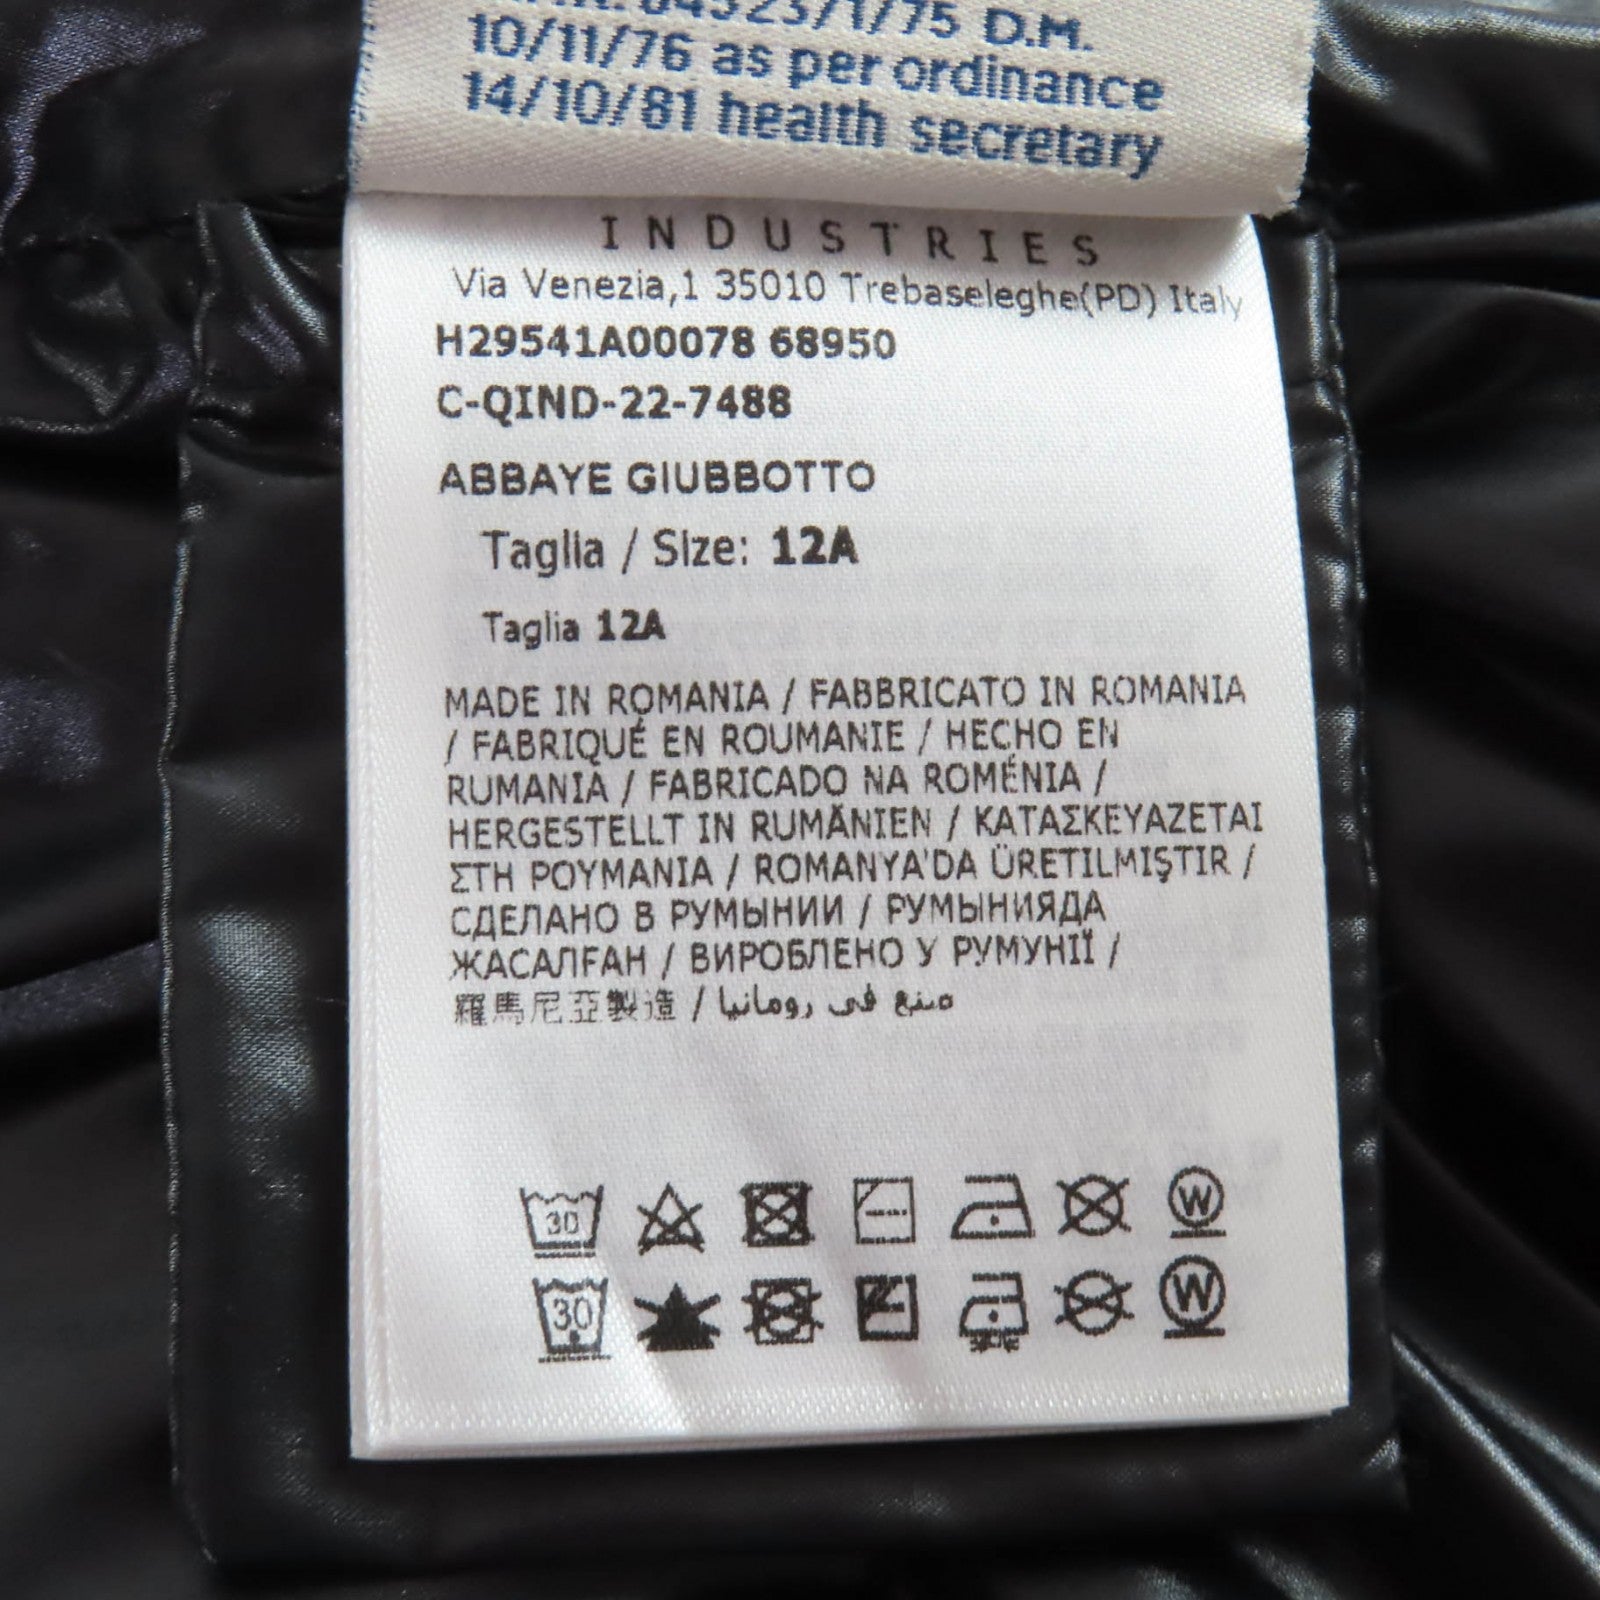 04323/1/75 D.M.
10/11/76 as per ordinance
14/10/81 health secretary
INDUSTRIES
Via Venezia,1 35010 Trebaseleghe(PD) Italy
H29541A00078 68950
C-QIND-22-7488
ABBAYE GIUBBOTTO
Taglia / Size: 12A
Taglia 12A
MADE IN ROMANIA / FABBRICATO IN ROMANIA
/ FABRIQUÉ EN ROUMANIE / HECHO EN
RUMANIA / FABRICADO NA ROMÉNIA /
HERGESTELLT IN RUMÄNIEN / ΚΑΤΑΣΚΕΥΑΖΕΤΑΙ
ΣΤΗ ΡΟΥΜΑΝΙΑ / ROMANYA'DA ÜRETILMIŞTIR /
СДЕЛАНО В РУМЫНИИ / РУМЫНИЯДА
ЖАСАЛҒАН / ВИРОБЛЕНО У РУМУНІЇ /
羅馬尼亞製造 / صنع في رومانيا
30 W
30 W